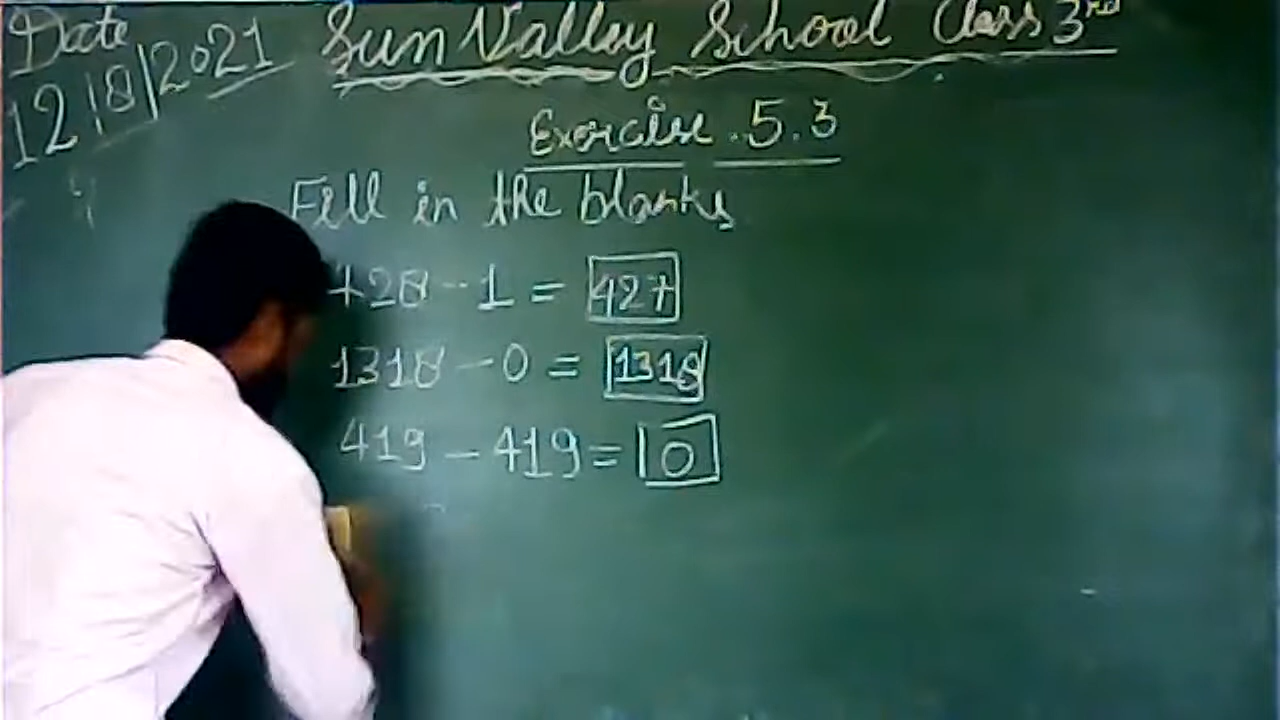 Date
12/8/2021
Sun Valley School Class 3rd
Exercise . 5.3
Fill in the blanks
428 - 1 = 427
1318 - 0 = 1318
419 - 419 = 0